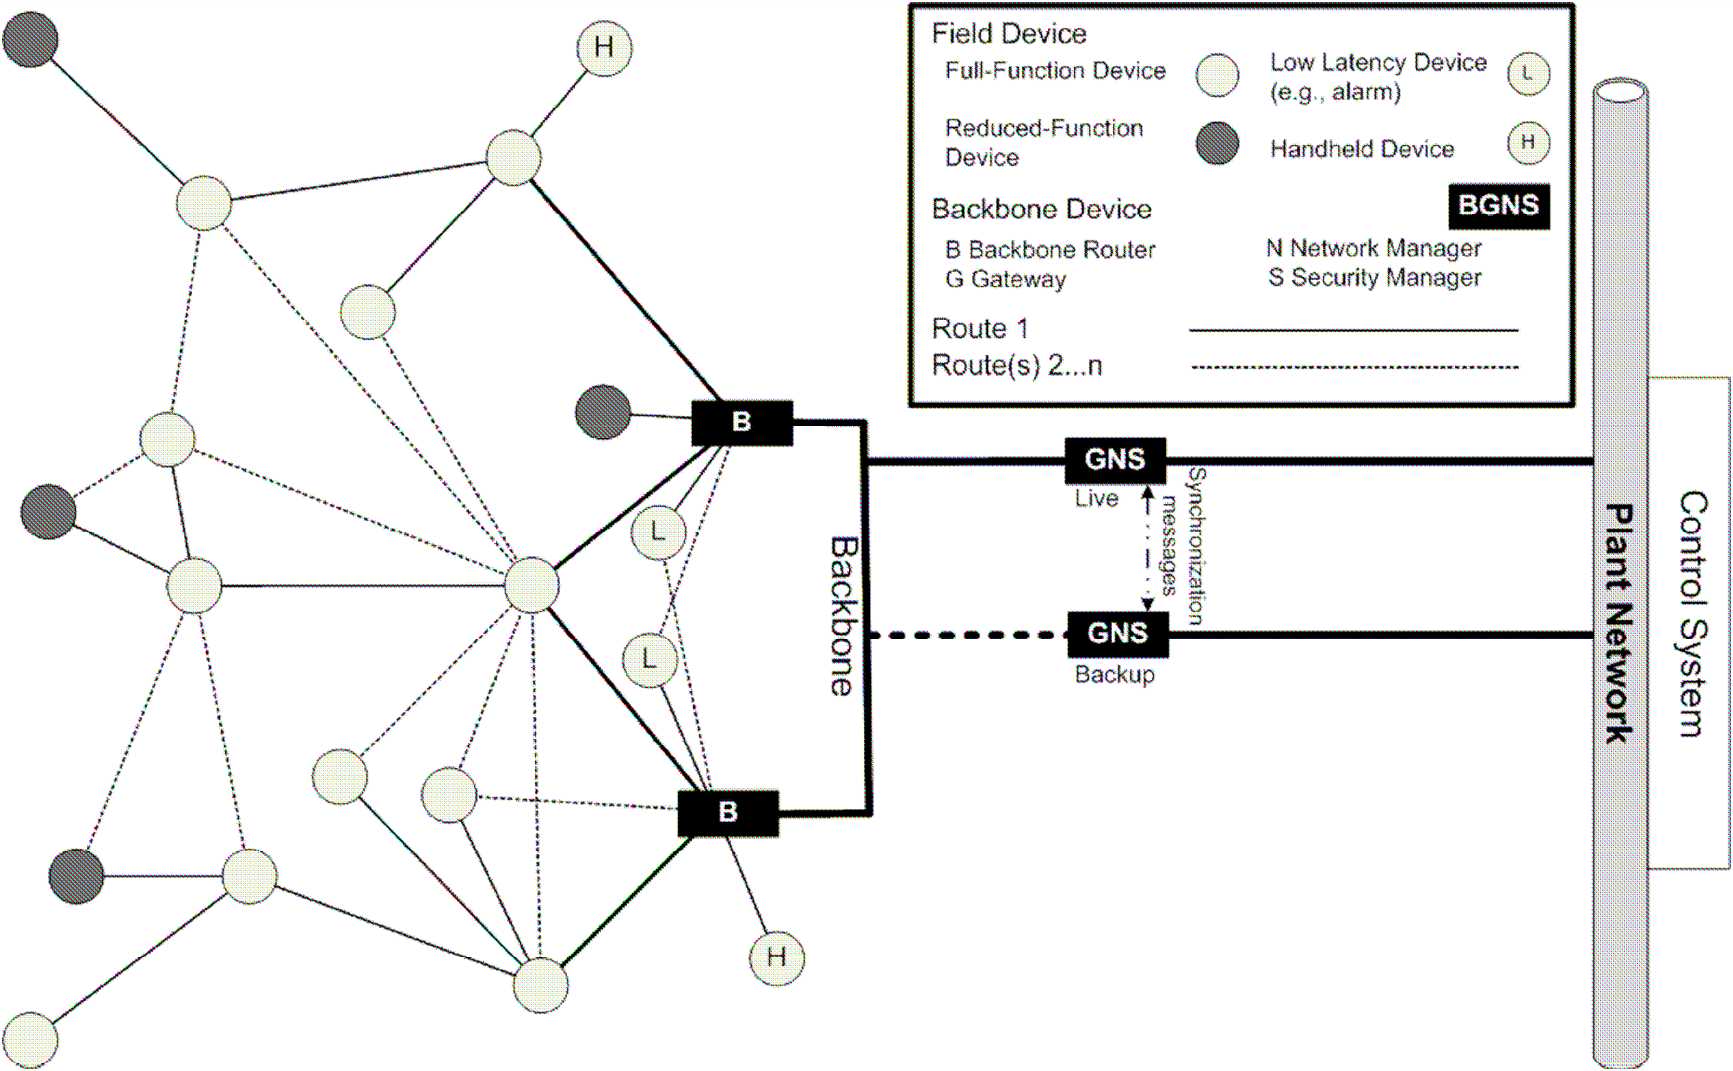 H
Field Device
Full-Function Device
Low Latency Device
(e.g., alarm)
L
Reduced-Function
Device
Handheld Device
H
Backbone Device
BGNS
B Backbone Router
N Network Manager
G Gateway
S Security Manager
Route 1
Route(s) 2...n
B
GNS
Live
Synchronization
messages
L
Backbone
L
GNS
Backup
Plant Network
Control System
B
H